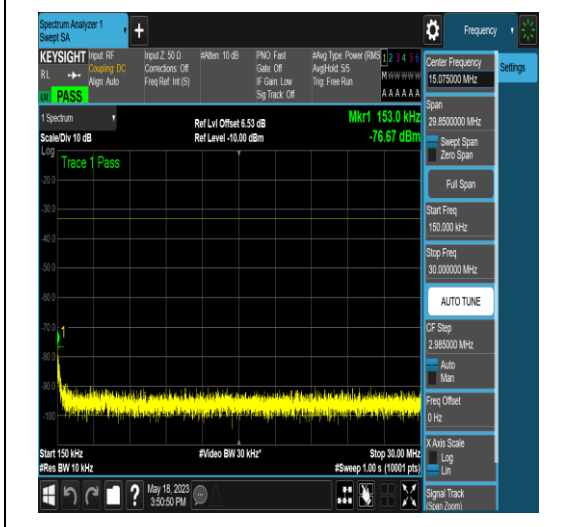 Spectrum Analyzer 1
Swept SA
+
Frequency
KEYSIGHT
Input: RF
Coupling: DC
Align: Auto
Input Z: 50 Ω
Corrections: Off
Freq Ref: Int (S)
#Atten: 10 dB
PNO: Fast
Gate: Off
IF Gain: Low
Sig Track: Off
#Avg Type: Power (RMS
Avg|Hold: 5/5
Trig: Free Run
1 2 3 4 5 6
M W W W W W
A A A A A A
RL
PASS
1 Spectrum
Scale/Div 10 dB
Ref Lvl Offset 6.53 dB
Ref Level -10.00 dBm
Mkr1 153.0 kHz
-76.67 dBm
Log
Trace 1 Pass
-20.0
-30.0
-40.0
-50.0
-60.0
-70.0
1
-80.0
-90.0
-100
Start 150 kHz
#Res BW 10 kHz
#Video BW 30 kHz*
Stop 30.00 MHz
#Sweep 1.00 s (10001 pts)
May 18, 2023
3:50:50 PM
?
Center Frequency
15.075000 MHz
Settings
Span
29.8500000 MHz
Swept Span
Zero Span
Full Span
Start Freq
150.000 kHz
Stop Freq
30.000000 MHz
AUTO TUNE
CF Step
2.985000 MHz
Auto
Man
Freq Offset
0 Hz
X Axis Scale
Log
Lin
Signal Track
(Span Zoom)